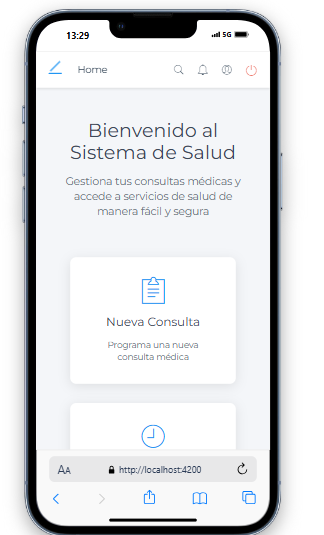 13:29
5G
Home
Bienvenido al
Sistema de Salud
Gestiona tus consultas médicas y
accede a servicios de salud de
manera fácil y segura
Nueva Consulta
Programa una nueva
consulta médica
AA
http://localhost:4200